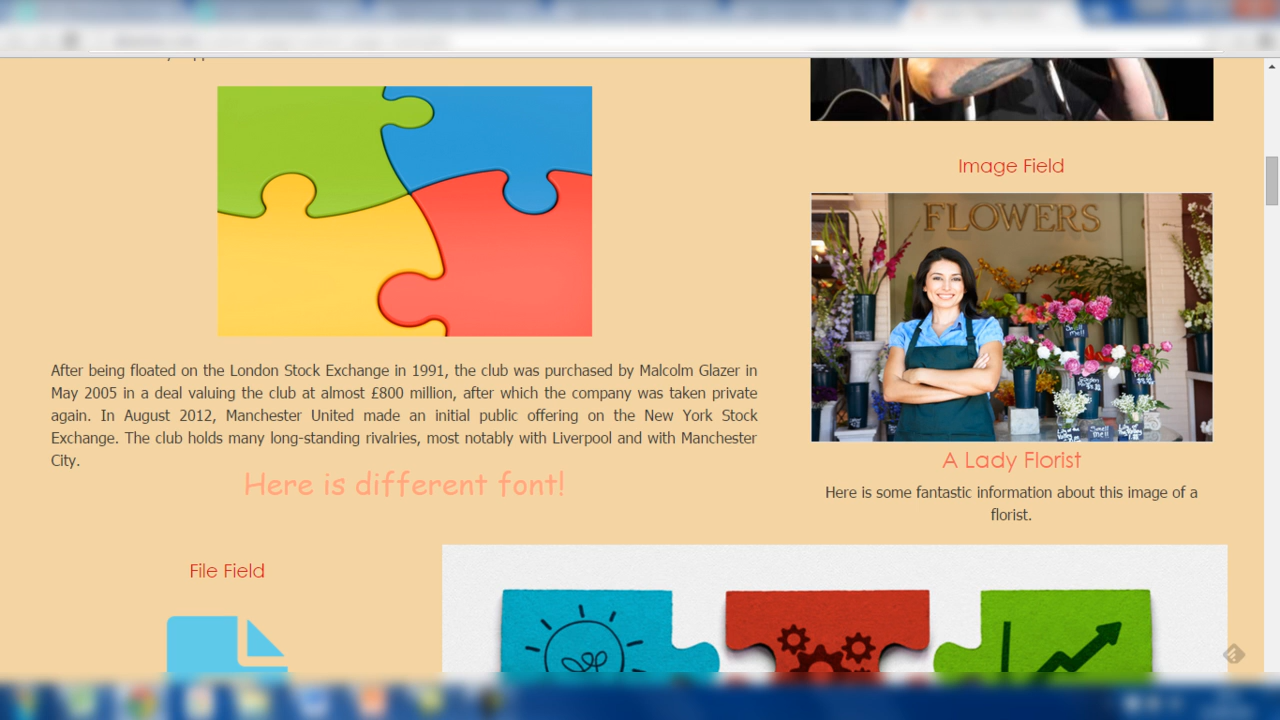 Image Field
FLOWERS
After being floated on the London Stock Exchange in 1991, the club was purchased by Malcolm Glazer in
May 2005 in a deal valuing the club at almost £800 million, after which the company was taken private
again. In August 2012, Manchester United made an initial public offering on the New York Stock
Exchange. The club holds many long-standing rivalries, most notably with Liverpool and with Manchester
City.
Here is different font!
A Lady Florist
Here is some fantastic information about this image of a
florist.
File Field